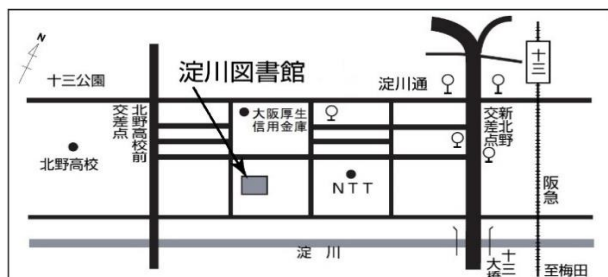 N
十三公園
淀川図書館
淀川通
十三
北野高校前
交差点
大阪厚生
信用金庫
新北野
交差点
北野高校
NTT
阪急
淀川
十三
大橋
至梅田